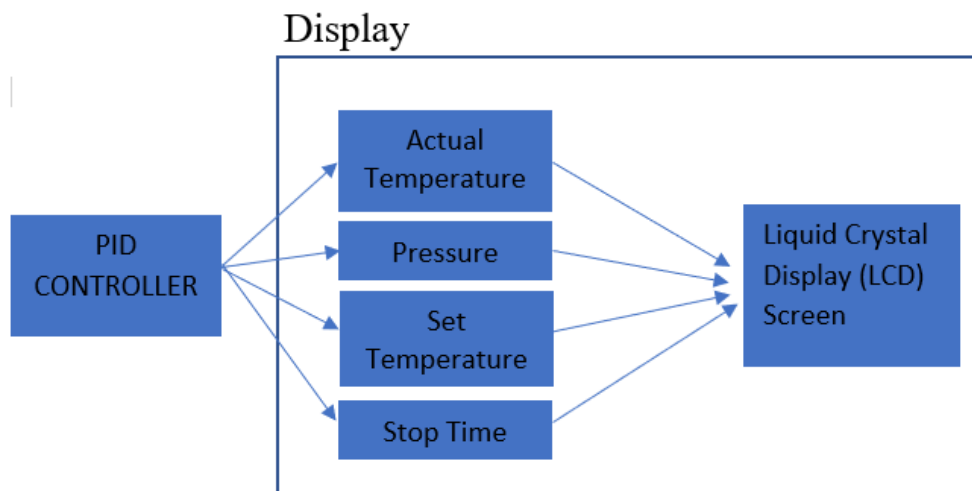 Display
Actual
Temperature
PID
CONTROLLER
Pressure
Set
Temperature
Stop Time
Liquid Crystal
Display (LCD)
Screen